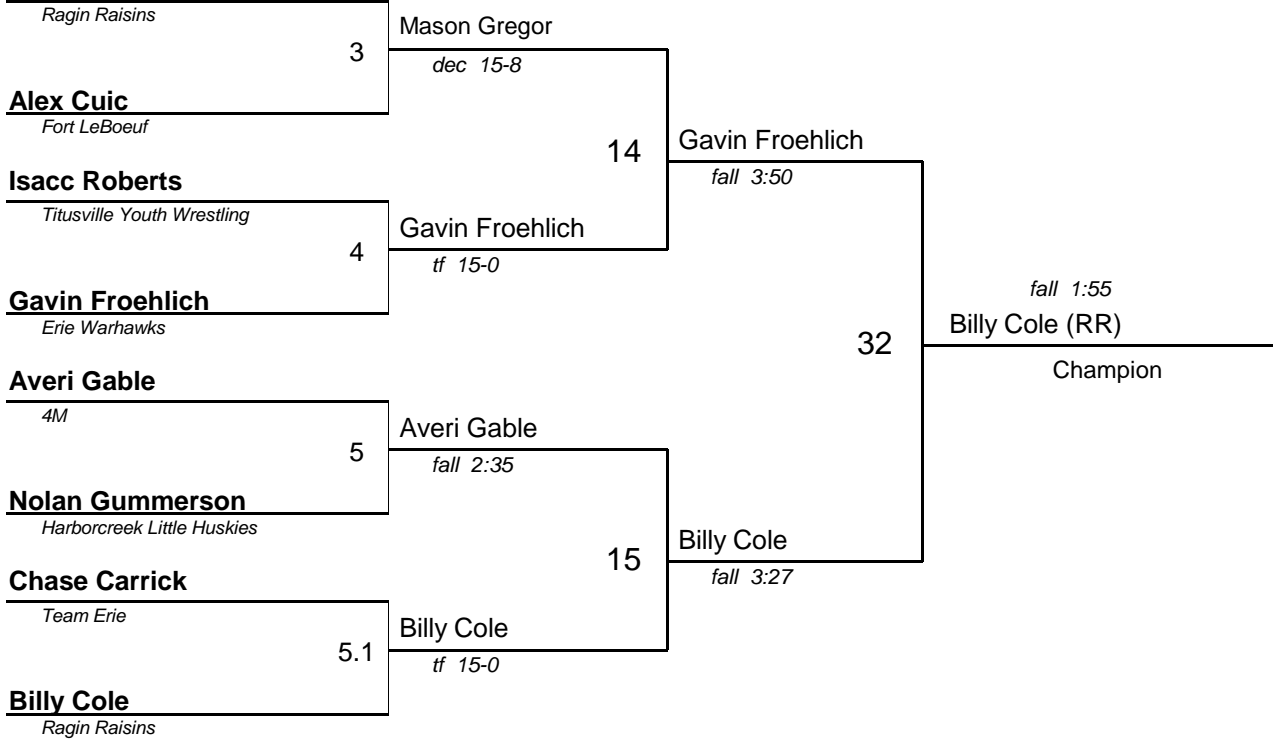 Ragin Raisins
3
Mason Gregor
dec 15-8
Alex Cuic
Fort LeBoeuf
14
Gavin Froehlich
fall 3:50
Isacc Roberts
Titusville Youth Wrestling
4
Gavin Froehlich
tf 15-0
Gavin Froehlich
Erie Warhawks
32
fall 1:55
Billy Cole (RR)
Champion
Averi Gable
4M
5
Averi Gable
fall 2:35
Nolan Gummerson
Harborcreek Little Huskies
15
Billy Cole
fall 3:27
Chase Carrick
Team Erie
5.1
Billy Cole
tf 15-0
Billy Cole
Ragin Raisins